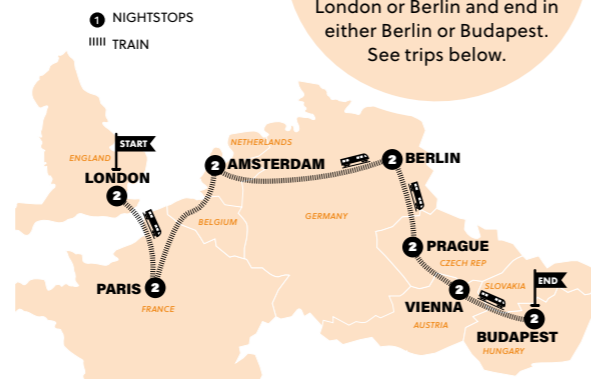 London or Berlin and end in
either Berlin or Budapest.
See trips below.
1 NIGHTSTOPS
TRAIN
START
ENGLAND
LONDON
2
NETHERLANDS
2 AMSTERDAM
2 BERLIN
BELGIUM
GERMANY
2 PRAGUE
CZECH REP
PARIS 2
FRANCE
SLOVAKIA
END
VIENNA 2
AUSTRIA
2
BUDAPEST
HUNGARY